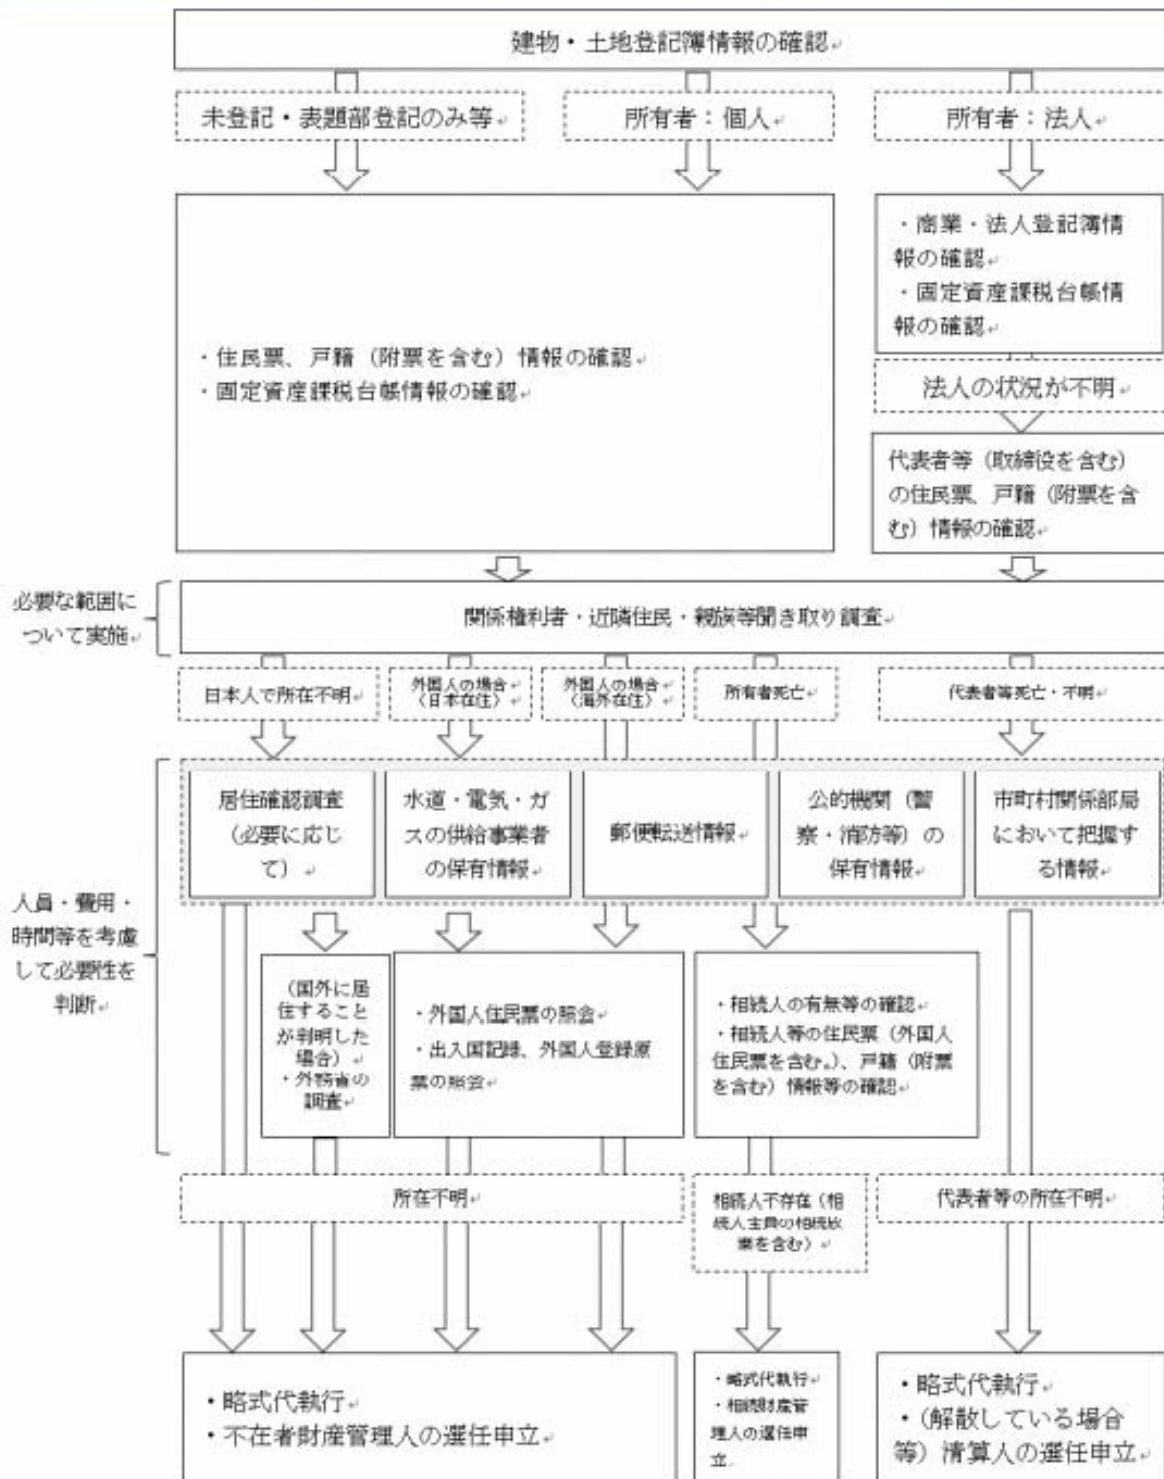 建物・土地登記簿情報の確認
未登記・表題部登記のみ等
所有者：個人
所有者：法人
・住民票、戸籍（附票を含む）情報の確認
・固定資産課税台帳情報の確認
・商業・法人登記簿情
報の確認
・固定資産課税台帳情
報の確認
法人の状況が不明
代表者等（取締役を含む）
の住民票、戸籍（附票を含
む）情報の確認
必要な範囲に
ついて実施
関係権利者・近隣住民・親族等聞き取り調査
日本人で所在不明
外国人の場合
（日本在住）
外国人の場合
（海外在住）
所有者死亡
代表者等死亡・不明
人員・費用・
時間等を考慮
して必要性を
判断
居住確認調査
（必要に応じ
て）
水道・電気・ガ
スの供給事業者
の保有情報
郵便転送情報
公的機関（警
察・消防等）の
保有情報
市町村関係部局
において把握す
る情報
（国外に居
住すること
が判明した
場合）
・外務省の
調査
・外国人住民票の照会
・出入国記録、外国人登録原
票の照会
・相続人の有無等の確認
・相続人等の住民票（外国人
住民票を含む。）、戸籍（附票
を含む）情報等の確認
所在不明
相続人不存在（相
続人全員の相続放
棄を含む）
代表者等の所在不明
・略式代執行
・不在者財産管理人の選任申立
・略式代執行
・相続財産管
理人の選任申
立
・略式代執行
・（解散している場合
等）清算人の選任申立